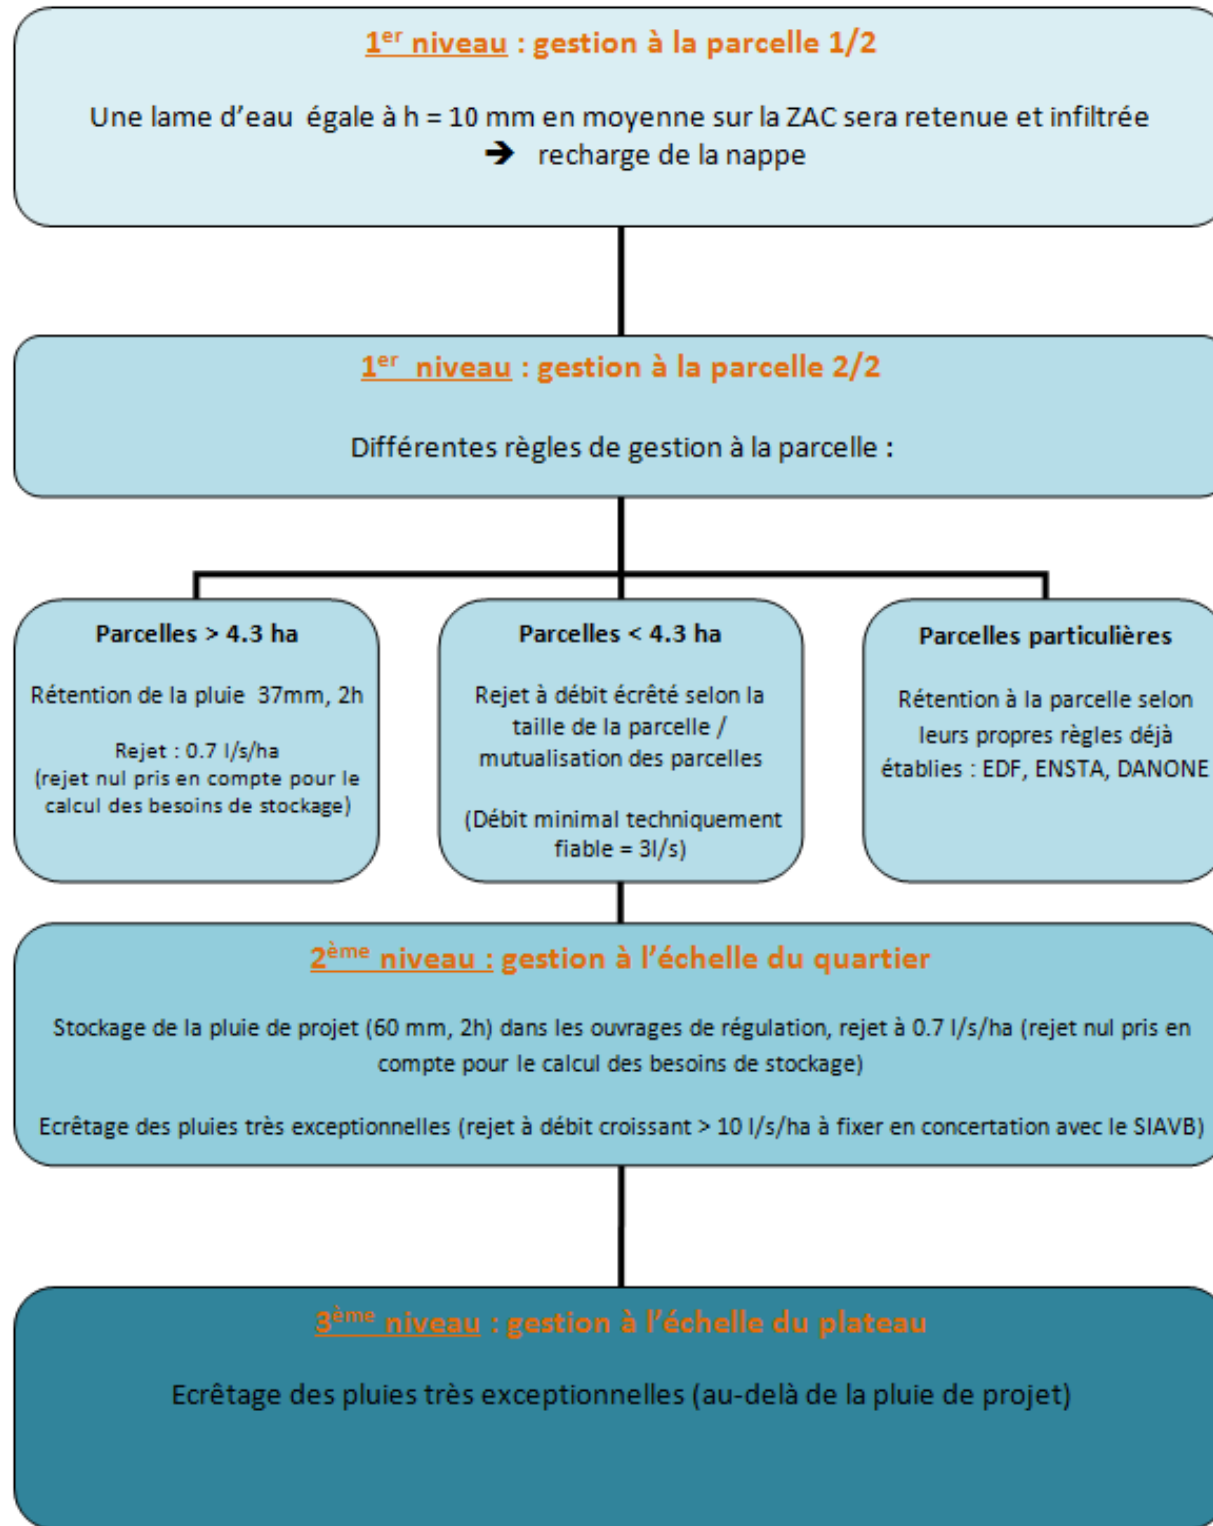 1er niveau : gestion à la parcelle 1/2
Une lame d’eau égale à h = 10 mm en moyenne sur la ZAC sera retenue et infiltrée
➔ recharge de la nappe
1er niveau : gestion à la parcelle 2/2
Différentes règles de gestion à la parcelle :
Parcelles > 4.3 ha
Rétention de la pluie 37mm, 2h
Rejet : 0.7 l/s/ha
(rejet nul pris en compte pour le
calcul des besoins de stockage)
Parcelles < 4.3 ha
Rejet à débit écrêté selon la
taille de la parcelle /
mutualisation des parcelles
(Débit minimal techniquement
fiable = 3l/s)
Parcelles particulières
Rétention à la parcelle selon
leurs propres règles déjà
établies : EDF, ENSTA, DANONE
2ème niveau : gestion à l’échelle du quartier
Stockage de la pluie de projet (60 mm, 2h) dans les ouvrages de régulation, rejet à 0.7 l/s/ha (rejet nul pris en
compte pour le calcul des besoins de stockage)
Ecrêtage des pluies très exceptionnelles (rejet à débit croissant > 10 l/s/ha à fixer en concertation avec le SIAVB)
3ème niveau : gestion à l’échelle du plateau
Ecrêtage des pluies très exceptionnelles (au-delà de la pluie de projet)